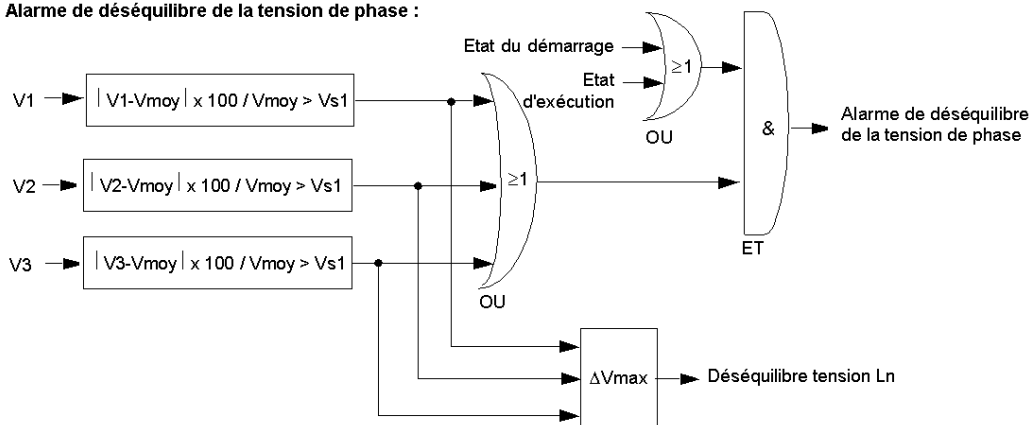 Alarme de déséquilibre de la tension de phase :
Etat du démarrage
Etat
d'exécution
≥1
OU
V1
| V1-Vmoy | x 100 / Vmoy > Vs1
V2
| V2-Vmoy | x 100 / Vmoy > Vs1
V3
| V3-Vmoy | x 100 / Vmoy > Vs1
≥1
OU
&
ET
Alarme de déséquilibre
de la tension de phase
ΔVmax
Déséquilibre tension Ln